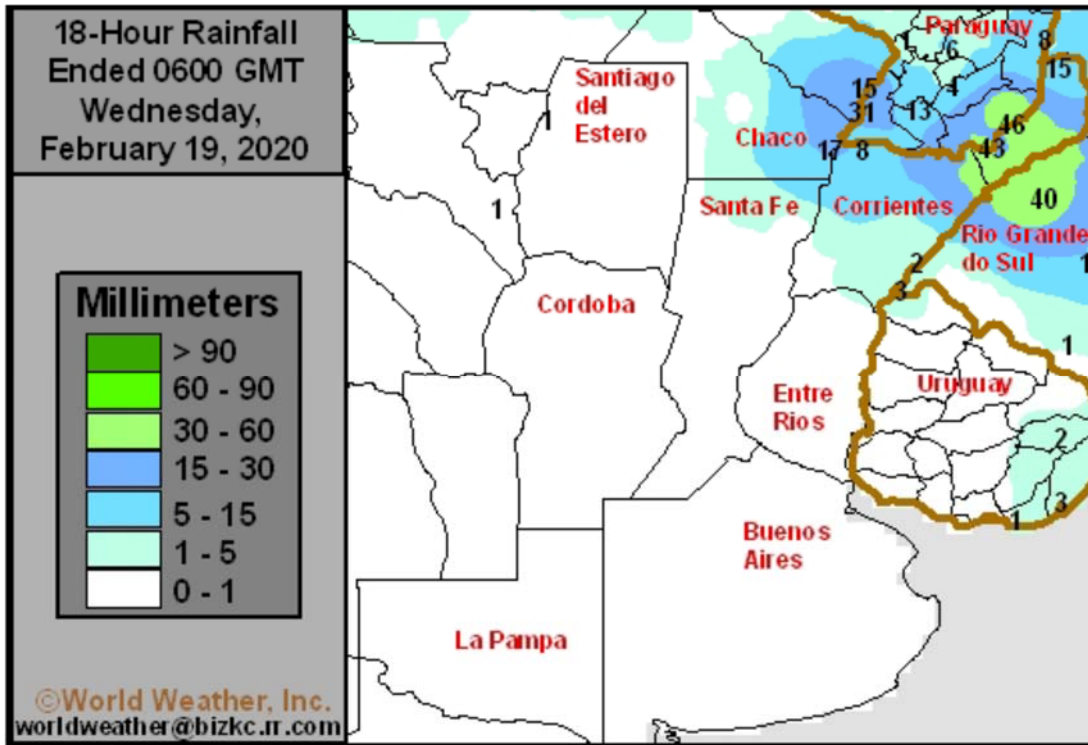 18-Hour Rainfall
Ended 0600 GMT
Wednesday,
February 19, 2020
Millimeters
> 90
60 - 90
30 - 60
15 - 30
5 - 15
1 - 5
0 - 1
©World Weather, Inc.
worldweather@bizkc.rr.com
Paraguay
1
6
8
15
Santiago
del
Estero
1
15
31
4
13
46
Chaco
17
8
43
1
Santa Fe
Corrientes
40
Rio Grande
do Sul
2
1
3
Cordoba
1
Uruguay
Entre
Rios
2
3
1
Buenos
Aires
La Pampa